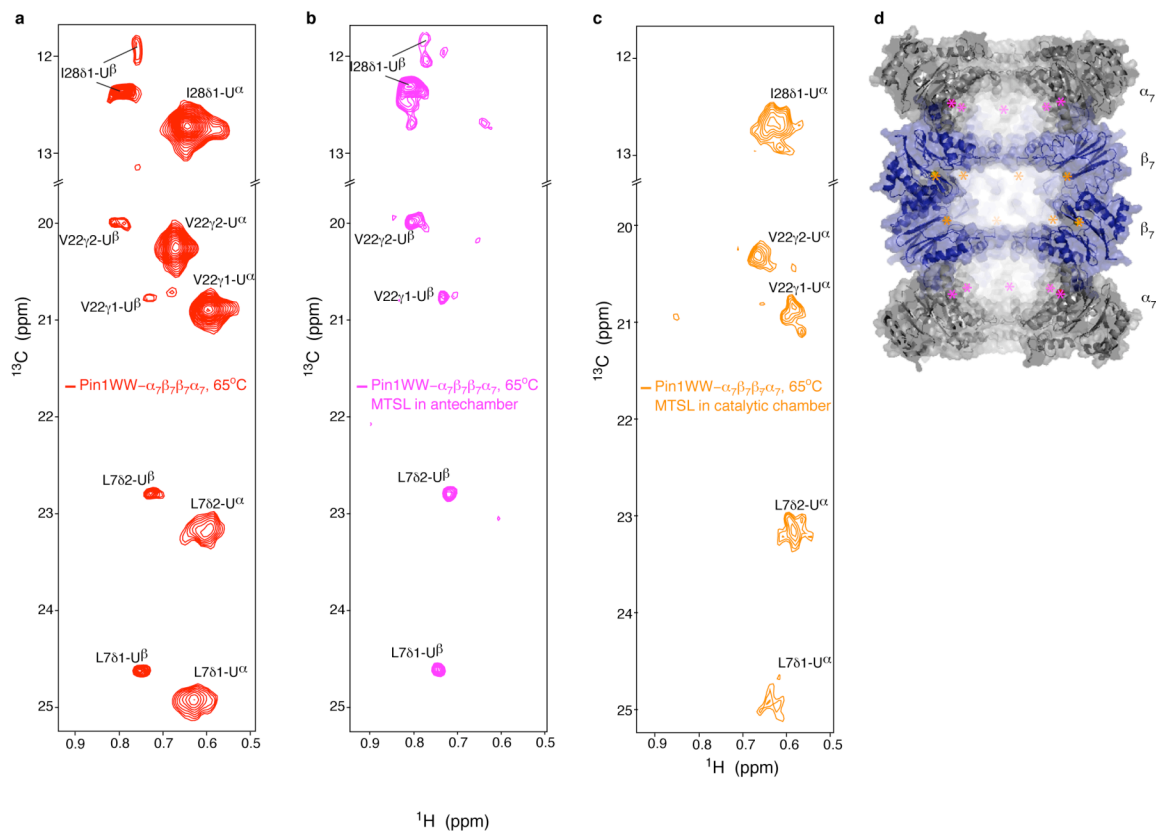 a
12
I28δ1-Uβ
I28δ1-Uα
13
20
V22γ2-Uα
V22γ2-Uβ
V22γ1-Uα
V22γ1-Uβ
21
13C (ppm)
Pin1WW–α7β7β7α7, 65oC
22
L7δ2-Uβ
L7δ2-Uα
23
24
L7δ1-Uβ
L7δ1-Uα
25
0.9 0.8 0.7 0.6 0.5
b
12
I28δ1-Uβ
13
20
V22γ2-Uβ
V22γ1-Uβ
21
13C (ppm)
Pin1WW–α7β7β7α7, 65oC
MTSL in antechamber
22
L7δ2-Uβ
23
24
L7δ1-Uβ
25
0.9 0.8 0.7 0.6 0.5
1H (ppm)
c
12
I28δ1-Uα
13
20
V22γ2-Uα
V22γ1-Uα
21
13C (ppm)
Pin1WW–α7β7β7α7, 65oC
MTSL in catalytic chamber
22
L7δ2-Uα
23
24
L7δ1-Uα
25
0.9 0.8 0.7 0.6 0.5
1H (ppm)
d
α7
β7
β7
α7